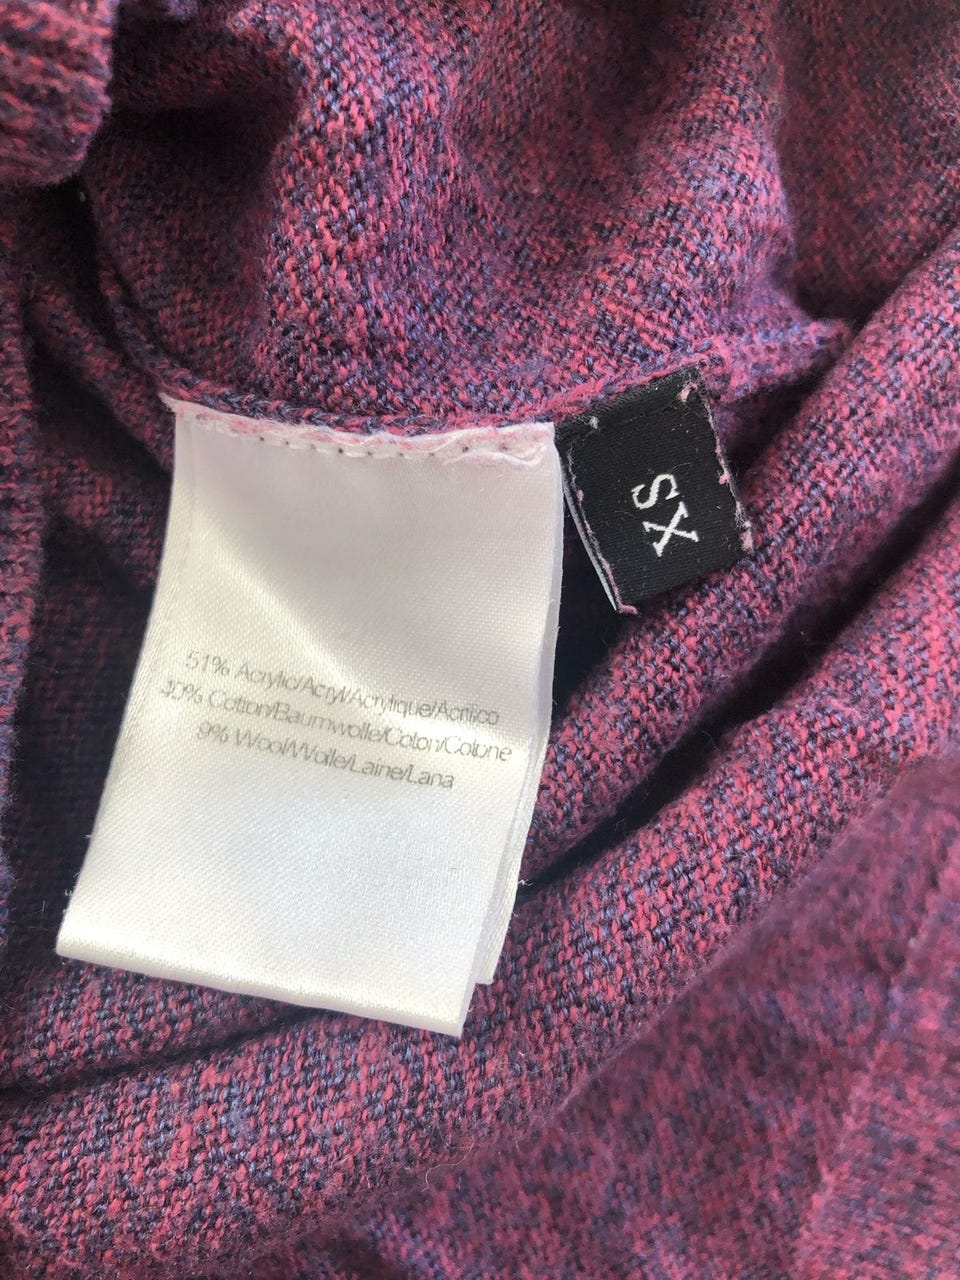 51% Acrylic/Acryl/Acrylique/Acrilico
40% Cotton/Baumwolle/Coton/Cotone
9% Wool/Wolle/Laine/Lana
XS